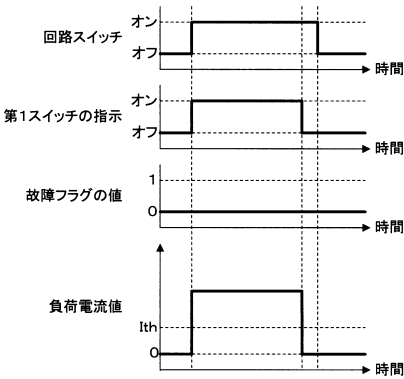 オン
回路スイッチ
オフ
時間
オン
第1スイッチの指示
オフ
時間
1
故障フラグの値
0
時間
負荷電流値
Ith
0
時間